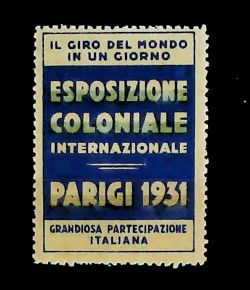 IL GIRO DEL MONDO
IN UN GIORNO
ESPOSIZIONE
COLONIALE
INTERNAZIONALE
PARIGI 1931
GRANDIOSA PARTECIPAZIONE
ITALIANA